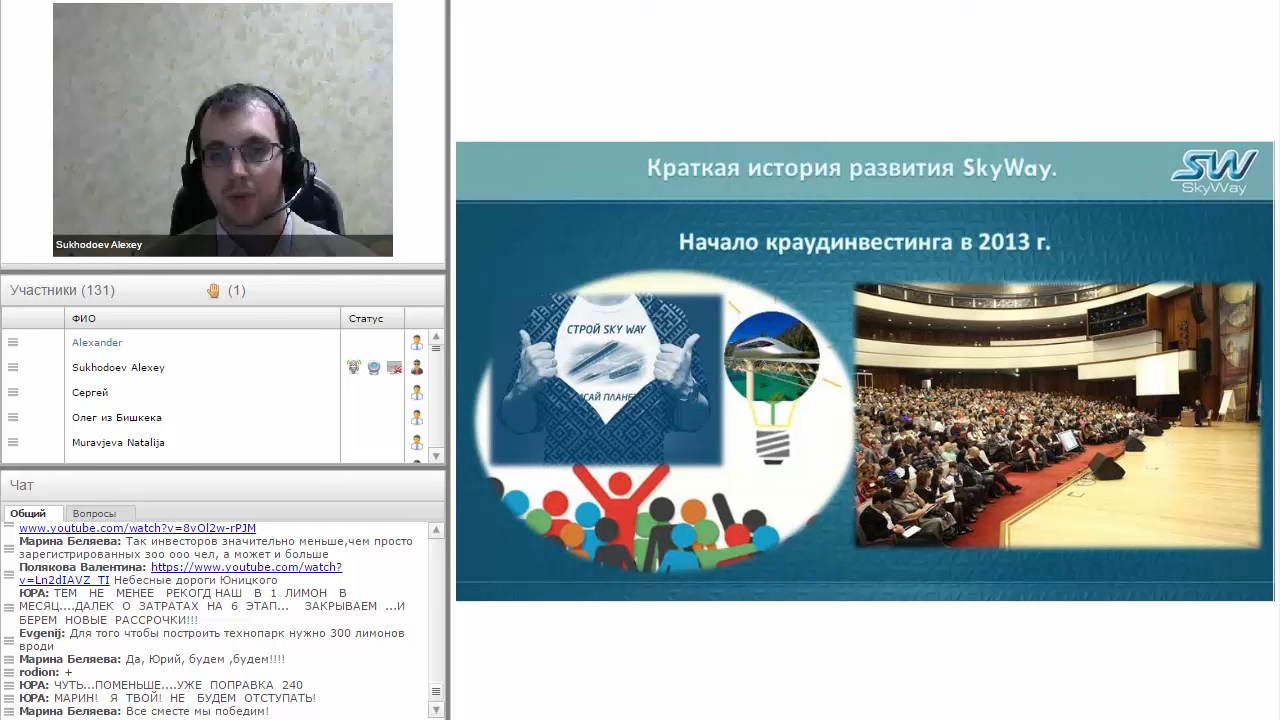 Sukhodoev Alexey
Участники (131) (1)
ФИО Статус
Alexander
Sukhodoev Alexey
Сергей
Олег из Бишкека
Muravjeva Natalija
Чат
Общий Вопросы
www.youtube.com/watch?v=8vOl2w-rPJM
Марина Беляева: Так инвесторов значительно меньше,чем просто
зарегистрированных зоо ооо чел, а может и больше
Полякова Валентина: https://www.youtube.com/watch?
v=Ln2dIAVZ_TI Небесные дороги Юницкого
ЮРА: ТЕМ НЕ МЕНЕЕ РЕКОГД НАШ В 1 ЛИМОН В
МЕСЯЦ....ДАЛЕК О ЗАТРАТАХ НА 6 ЭТАП... ЗАКРЫВАЕМ ...И
БЕРЕМ НОВЫЕ РАССРОЧКИ!!!
Evgenij: Для того чтобы построить технопарк нужно 300 лимонов
вроди
Марина Беляева: Да, Юрий, будем ,будем!!!!
rodion: +
ЮРА: ЧУТЬ...ПОМЕНЬШЕ....УЖЕ ПОПРАВКА 240
ЮРА: МАРИН! Я ТВОЙ! НЕ БУДЕМ ОТСТУПАТЬ!
Марина Беляева: Все сместе мы победим!
Краткая история развития SkyWay.
SW
SkyWay
Начало краудинвестинга в 2013 г.
СТРОЙ SKY WAY